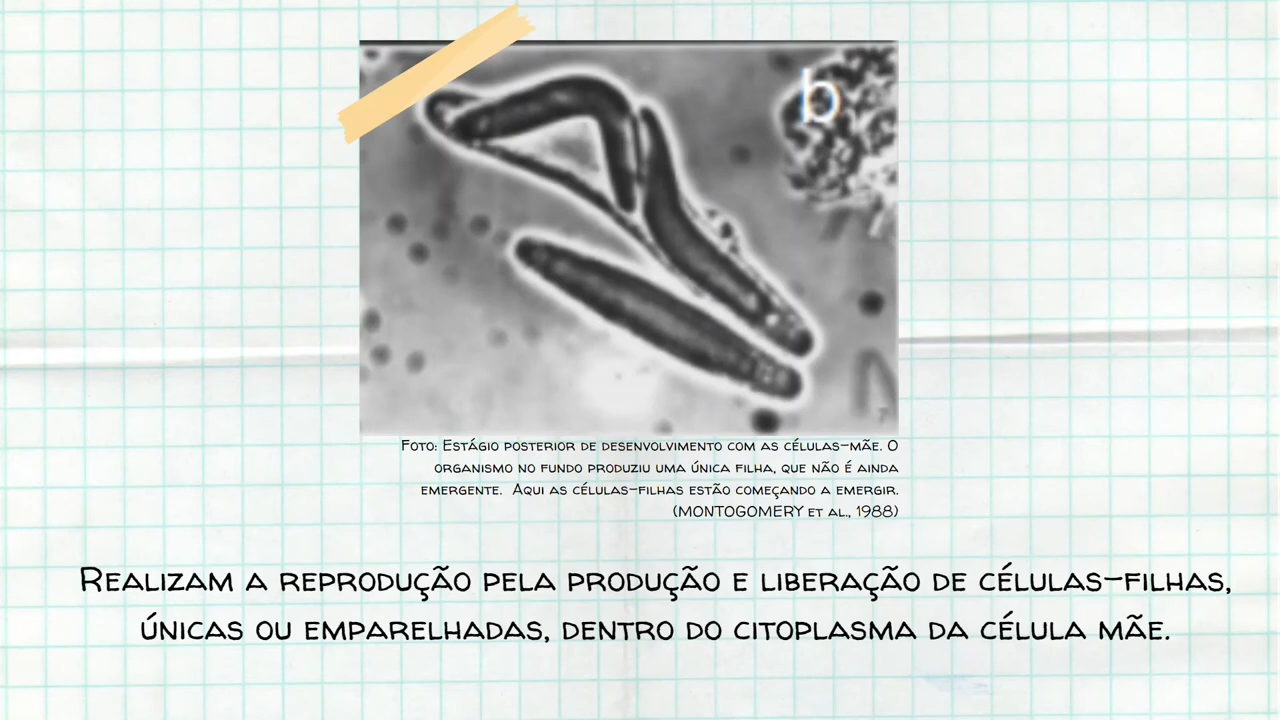 b
Foto: Estágio posterior de desenvolvimento com as células-mãe. O
organismo no fundo produziu uma única filha, que não é ainda
emergente. Aqui as células-filhas estão começando a emergir.
(MONTOGOMERY et al., 1988)
Realizam a reprodução pela produção e liberação de células-filhas,
únicas ou emparelhadas, dentro do citoplasma da célula mãe.